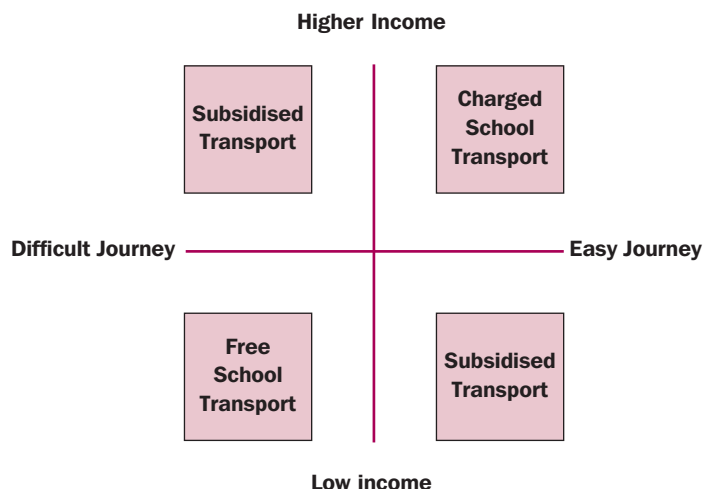 Higher Income
Subsidised
Transport
Charged
School
Transport
Difficult Journey
Easy Journey
Free
School
Transport
Subsidised
Transport
Low income